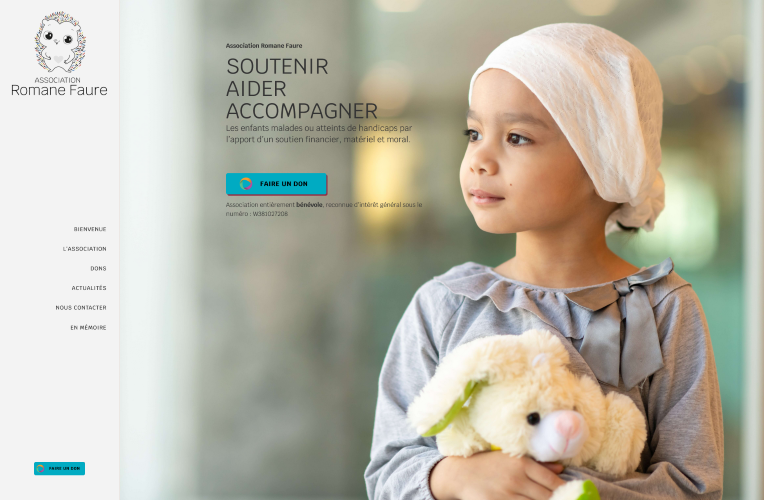 ASSOCIATION
Romane Faure
BIENVENUE
L'ASSOCIATION
DONS
ACTUALITÉS
NOUS CONTACTER
EN MÉMOIRE
FAIRE UN DON
Association Romane Faure
SOUTENIR
AIDER
ACCOMPAGNER
Les enfants malades ou atteints de handicaps par
l'apport d'un soutien financier, matériel et moral.
FAIRE UN DON
Association entièrement bénévole, reconnue d'intérêt général sous le
numéro : W381027208